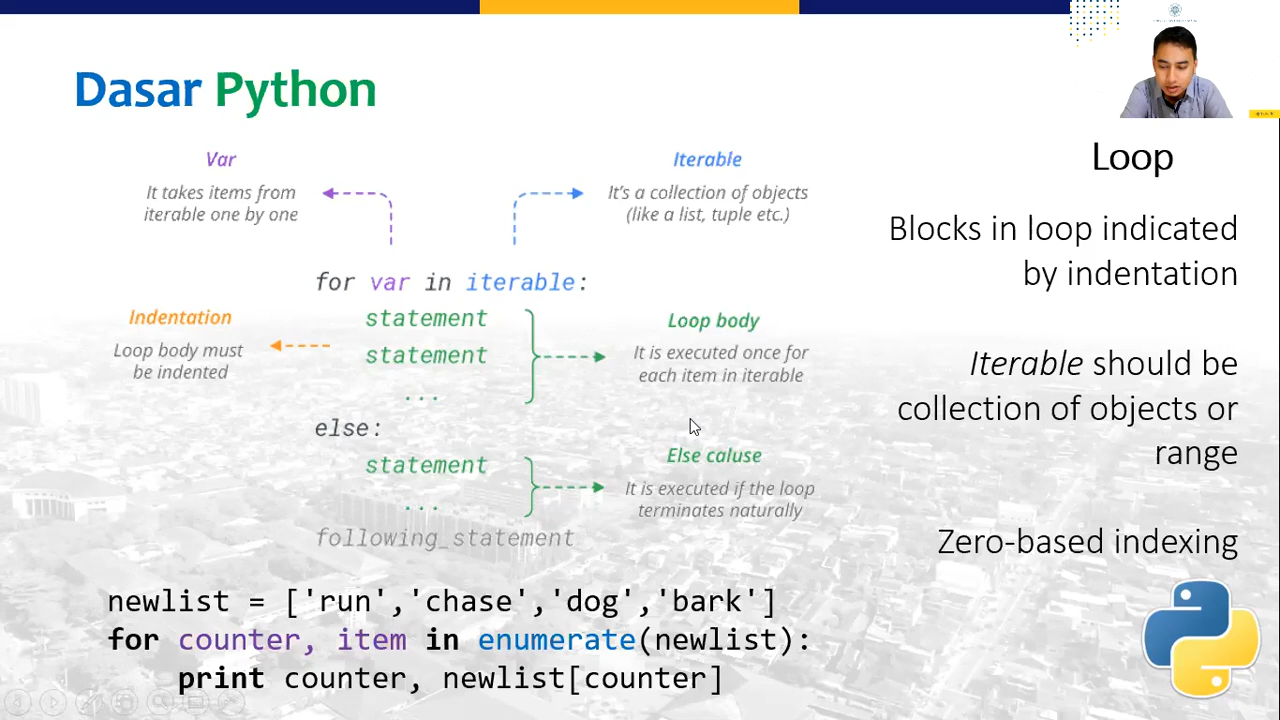 Dasar Python
Var
It takes items from
iterable one by one
Iterable
It's a collection of objects
(like a list, tuple etc.)
for var in iterable:
Indentation
Loop body must
be indented
statement
statement
...
Loop body
It is executed once for
each item in iterable
else:
statement
...
Else caluse
It is executed if the loop
terminates naturally
following_statement
newlist = ['run','chase','dog','bark']
for counter, item in enumerate(newlist):
print counter, newlist[counter]
Loop
Blocks in loop indicated
by indentation
Iterable should be
collection of objects or
range
Zero-based indexing